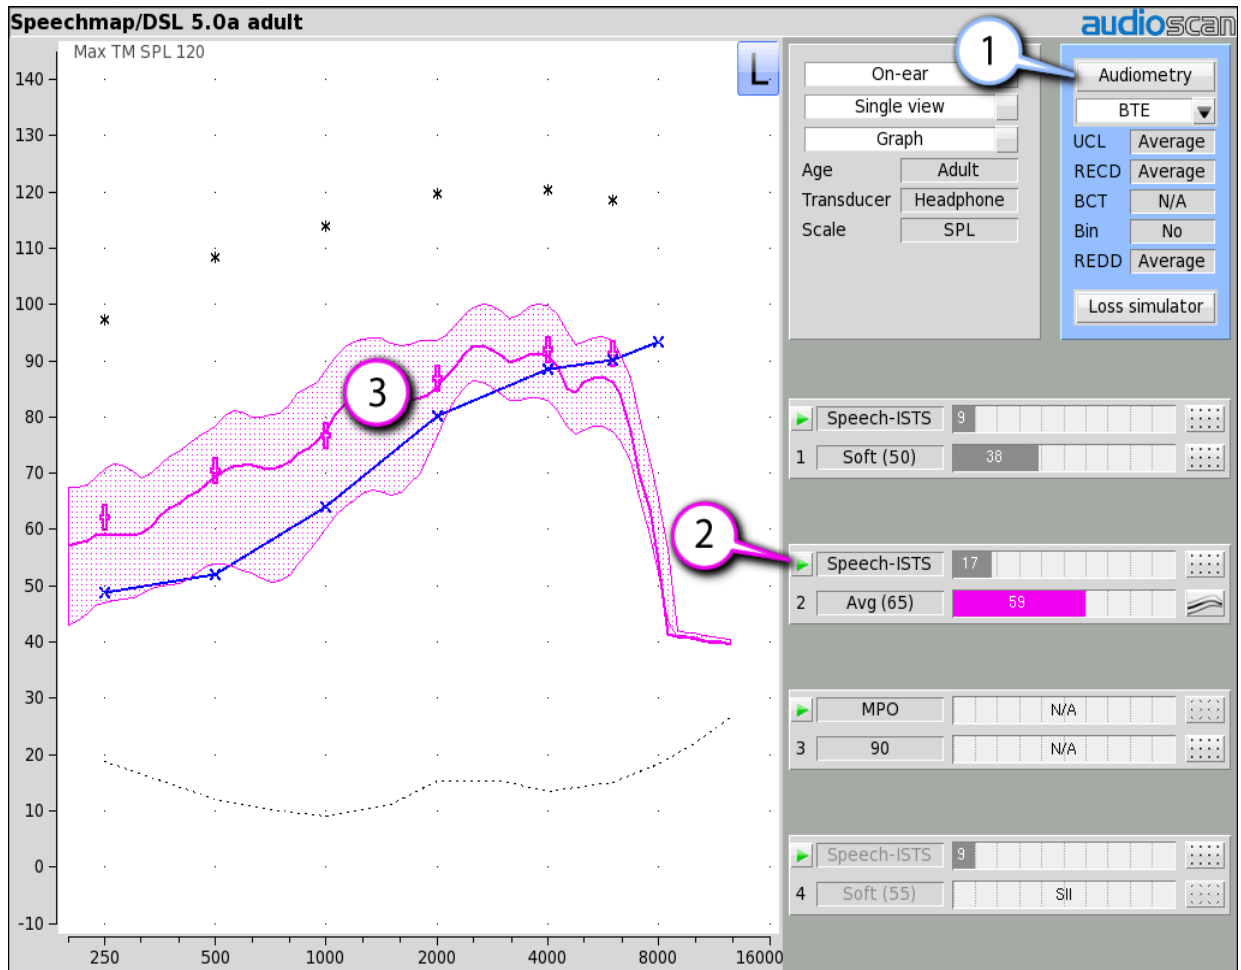 Speechmap/DSL 5.0a adult
audioscan
Max TM SPL 120
L
140
130
120
110
100
90
80
70
60
50
40
30
20
10
0
-10
250 500 1000 2000 4000 8000 16000
3
On-ear
Single view
Graph
Age Adult
Transducer Headphone
Scale SPL
1
Audiometry
BTE
UCL Average
RECD Average
BCT N/A
Bin No
REDD Average
Loss simulator
Speech-ISTS 9
1 Soft (50) 38
2
Speech-ISTS 17
2 Avg (65) 59
MPO N/A
3 90 N/A
Speech-ISTS 9
4 Soft (55) SII